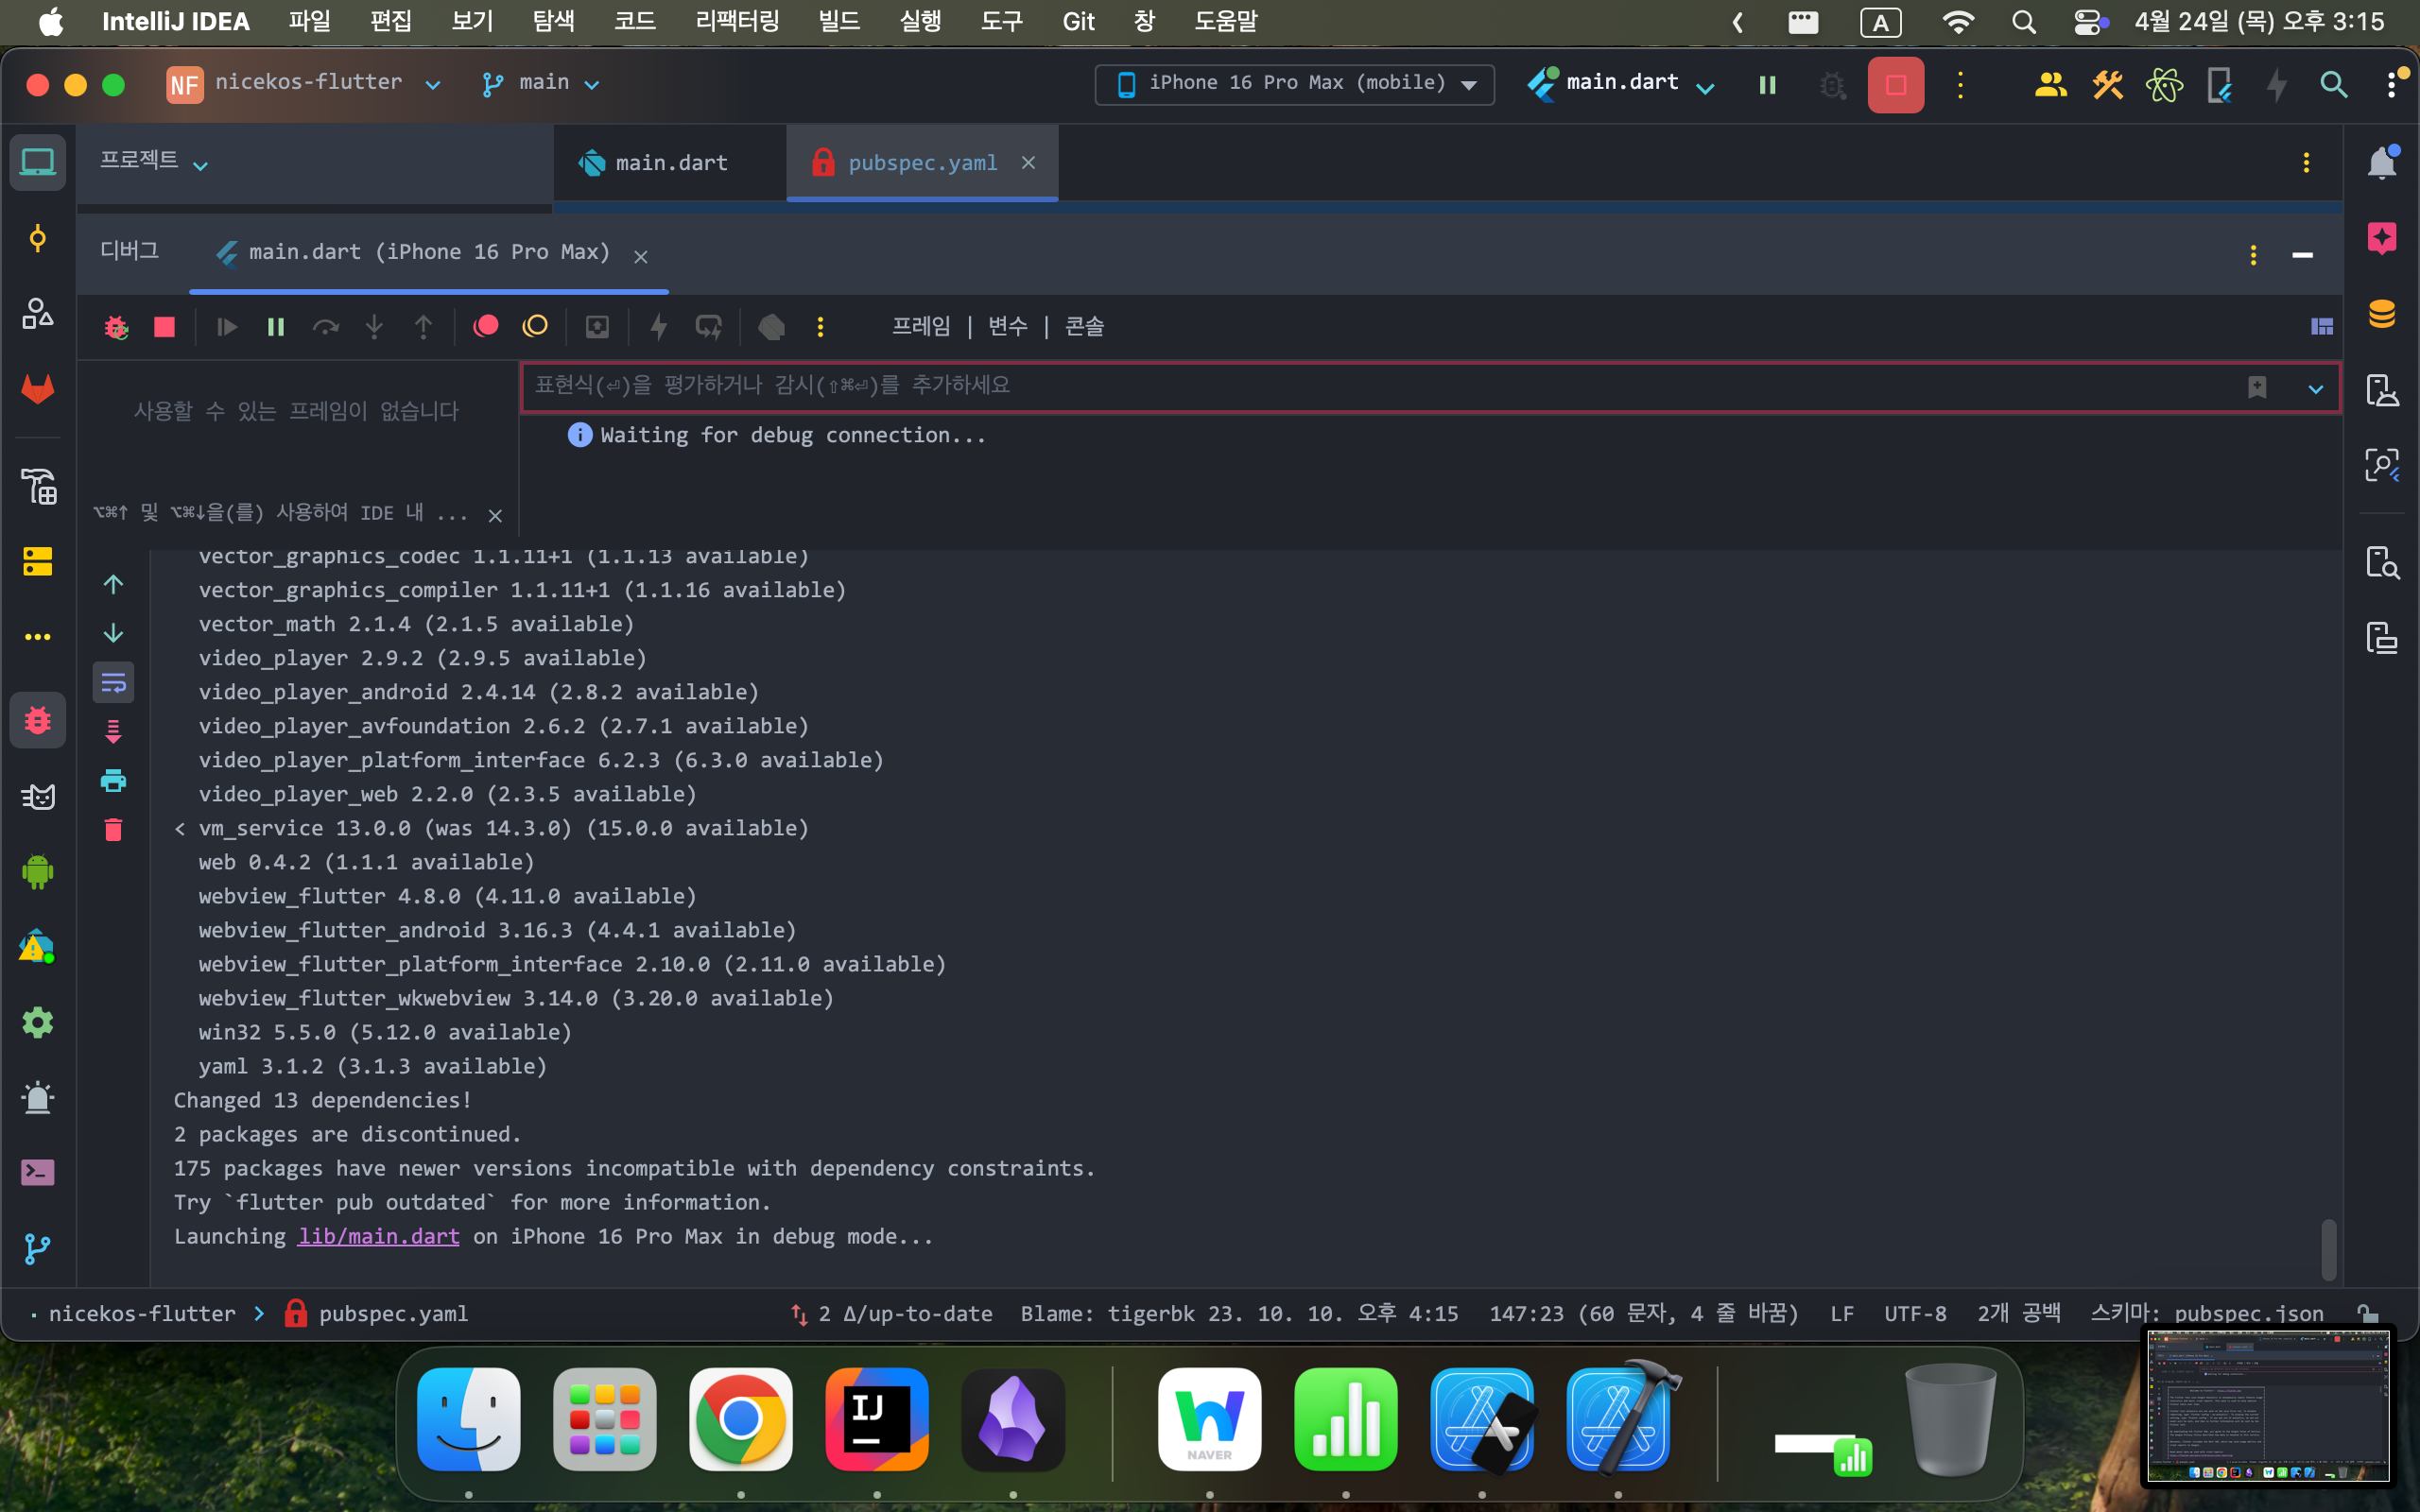 IntelliJ IDEA 파일 편집 보기 탐색 코드 리팩터링 빌드 실행 도구 Git 창 도움말 A 4월 24일 (목) 오후 3:15
NF nicekos-flutter main iPhone 16 Pro Max (mobile) main.dart
프로젝트 main.dart pubspec.yaml
디버그 main.dart (iPhone 16 Pro Max)
프레임 | 변수 | 콘솔
표현식(⏎)을 평가하거나 감시(⇧⌘⏎)를 추가하세요
사용할 수 있는 프레임이 없습니다
Waiting for debug connection...
⌥⌘↑ 및 ⌥⌘↓을(를) 사용하여 IDE 내 ...
vector_graphics_codec 1.1.11+1 (1.1.13 available)
vector_graphics_compiler 1.1.11+1 (1.1.16 available)
vector_math 2.1.4 (2.1.5 available)
video_player 2.9.2 (2.9.5 available)
video_player_android 2.4.14 (2.8.2 available)
video_player_avfoundation 2.6.2 (2.7.1 available)
video_player_platform_interface 6.2.3 (6.3.0 available)
video_player_web 2.2.0 (2.3.5 available)
< vm_service 13.0.0 (was 14.3.0) (15.0.0 available)
web 0.4.2 (1.1.1 available)
webview_flutter 4.8.0 (4.11.0 available)
webview_flutter_android 3.16.3 (4.4.1 available)
webview_flutter_platform_interface 2.10.0 (2.11.0 available)
webview_flutter_wkwebview 3.14.0 (3.20.0 available)
win32 5.5.0 (5.12.0 available)
yaml 3.1.2 (3.1.3 available)
Changed 13 dependencies!
2 packages are discontinued.
175 packages have newer versions incompatible with dependency constraints.
Try `flutter pub outdated` for more information.
Launching lib/main.dart on iPhone 16 Pro Max in debug mode...
nicekos-flutter > pubspec.yaml 2 ∆/up-to-date Blame: tigerbk 23. 10. 10. 오후 4:15 147:23 (60 문자, 4 줄 바꿈) LF UTF-8 2개 공백 스키마: pubspec.json
IJ
NAVER